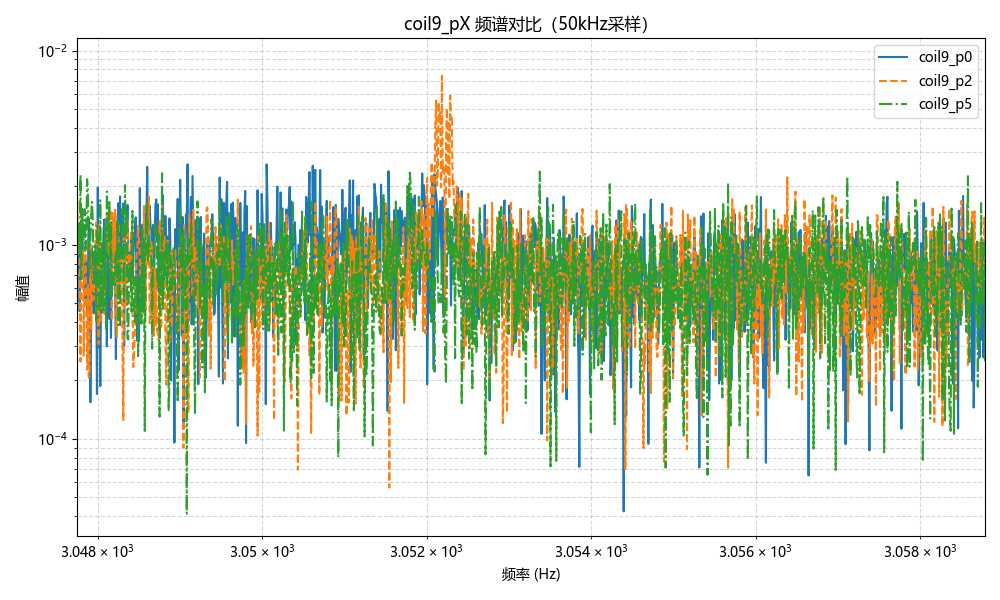 coil9_pX 频谱对比（50kHz采样）
coil9_p0
coil9_p2
coil9_p5
10⁻²
10⁻³
10⁻⁴
幅值
3.048 × 10³
3.05 × 10³
3.052 × 10³
3.054 × 10³
3.056 × 10³
3.058 × 10³
频率 (Hz)